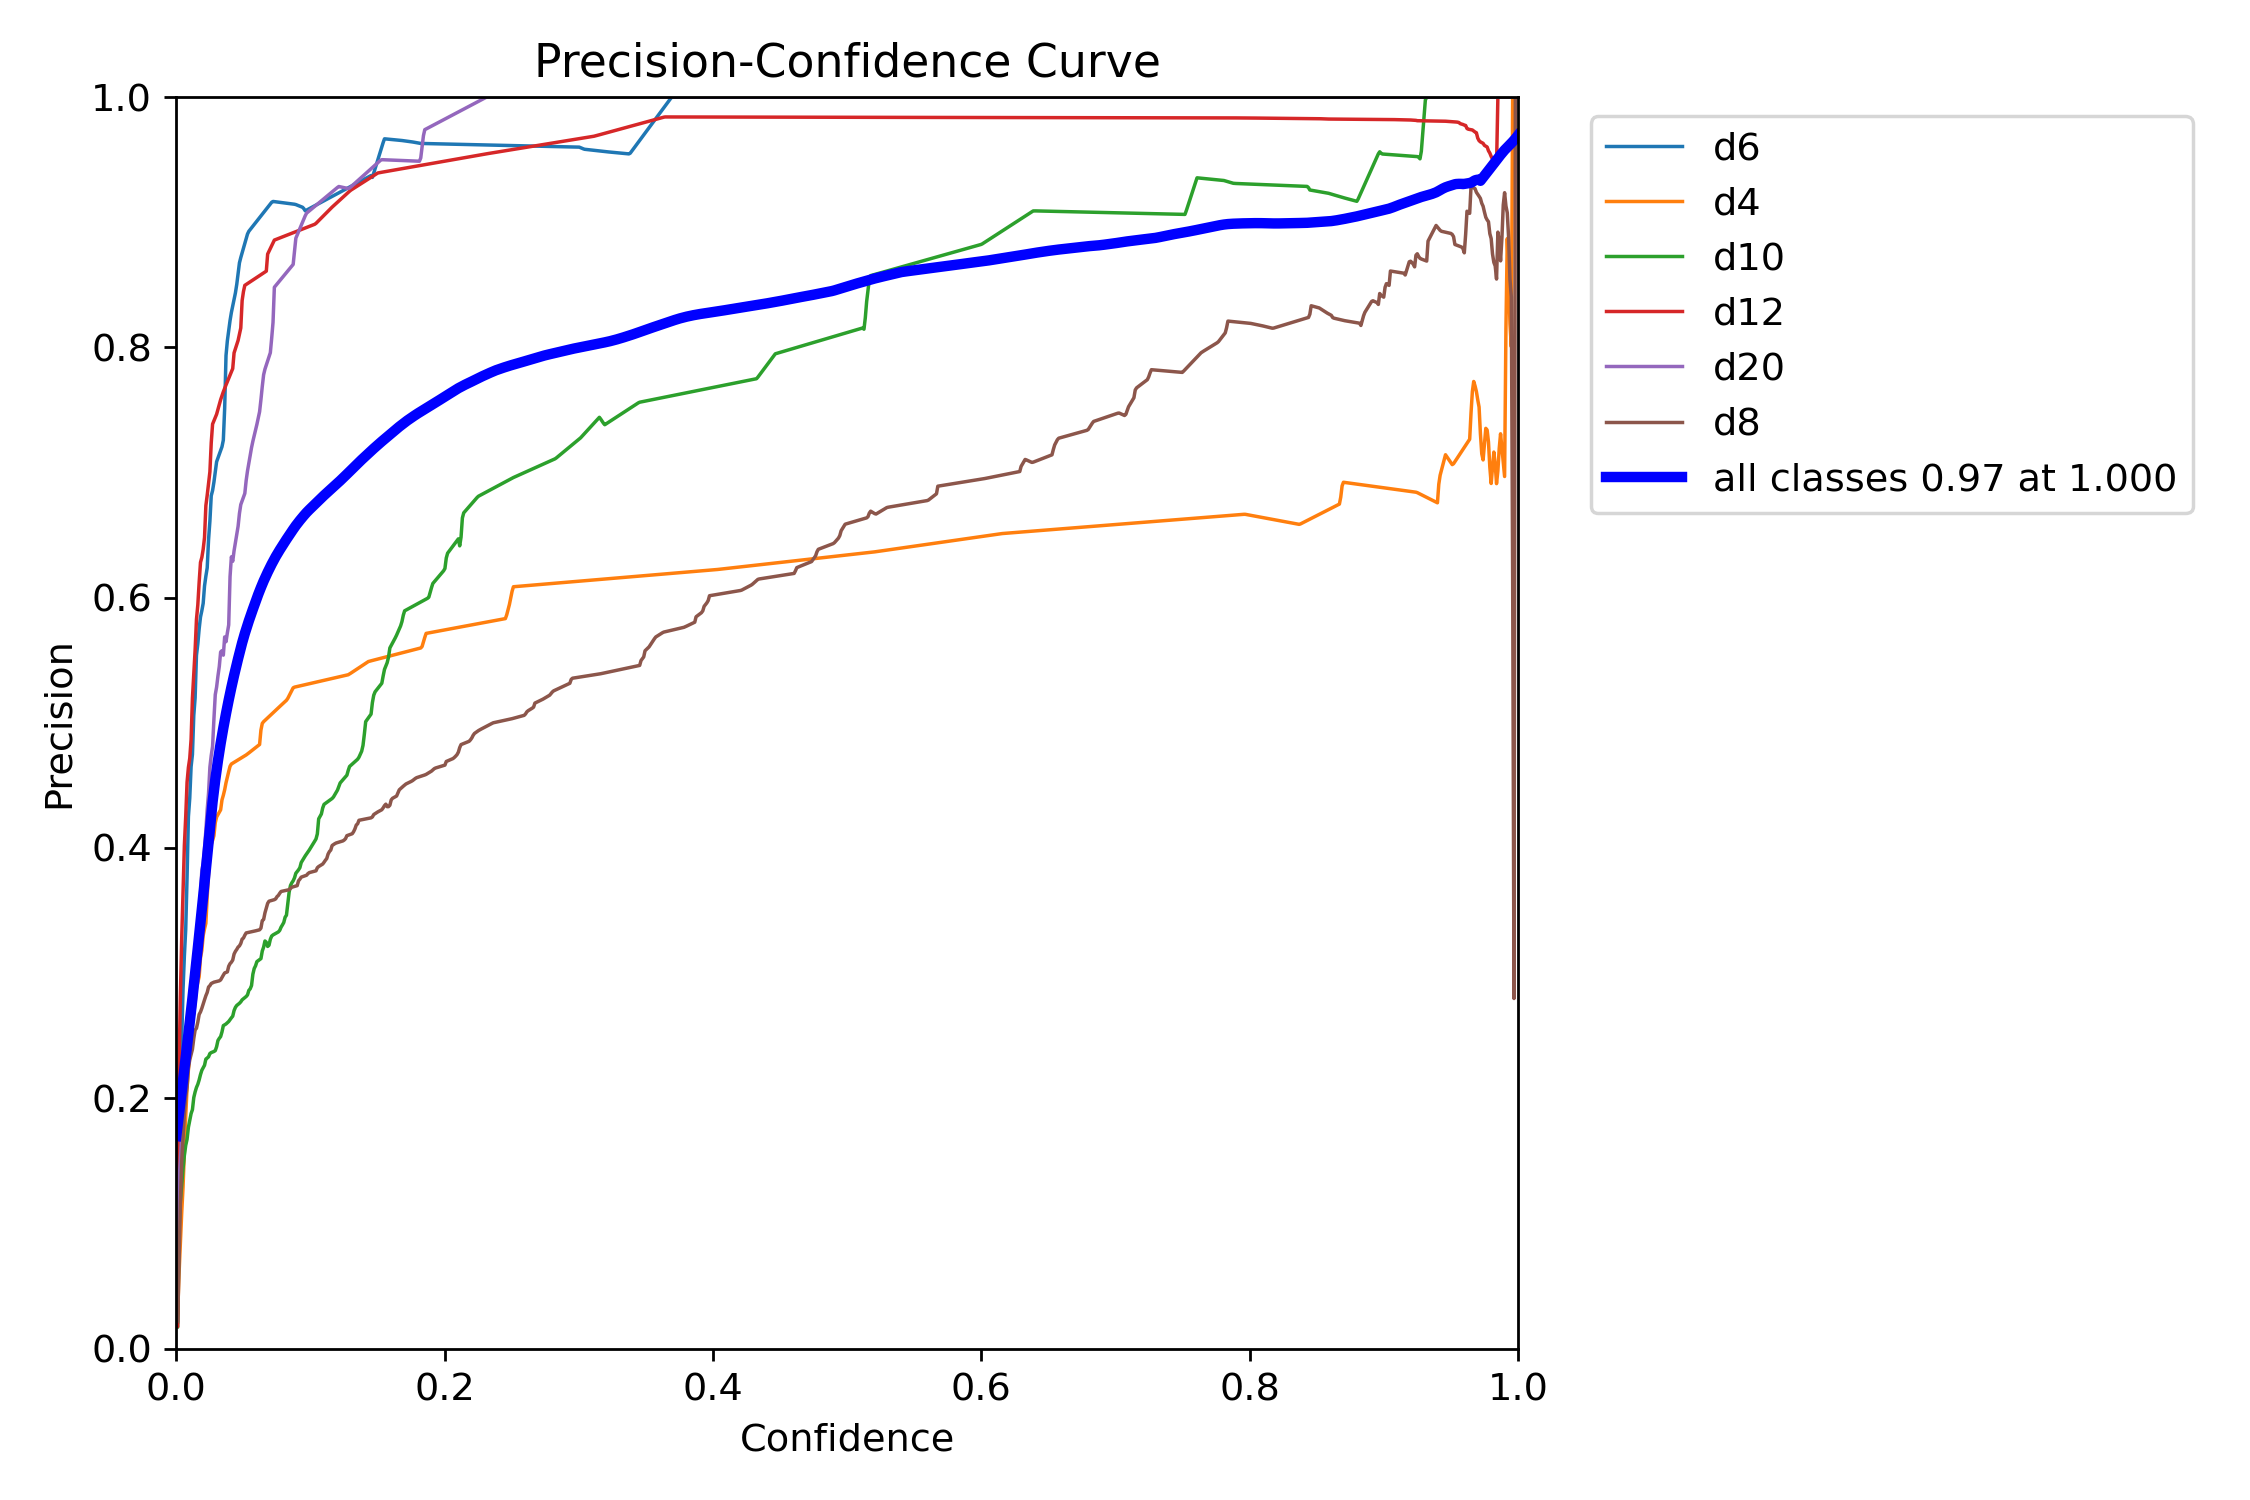 Precision-Confidence Curve
1.0
0.8
0.6
0.4
0.2
0.0
Precision
0.0 0.2 0.4 0.6 0.8 1.0
Confidence
d6
d4
d10
d12
d20
d8
all classes 0.97 at 1.000